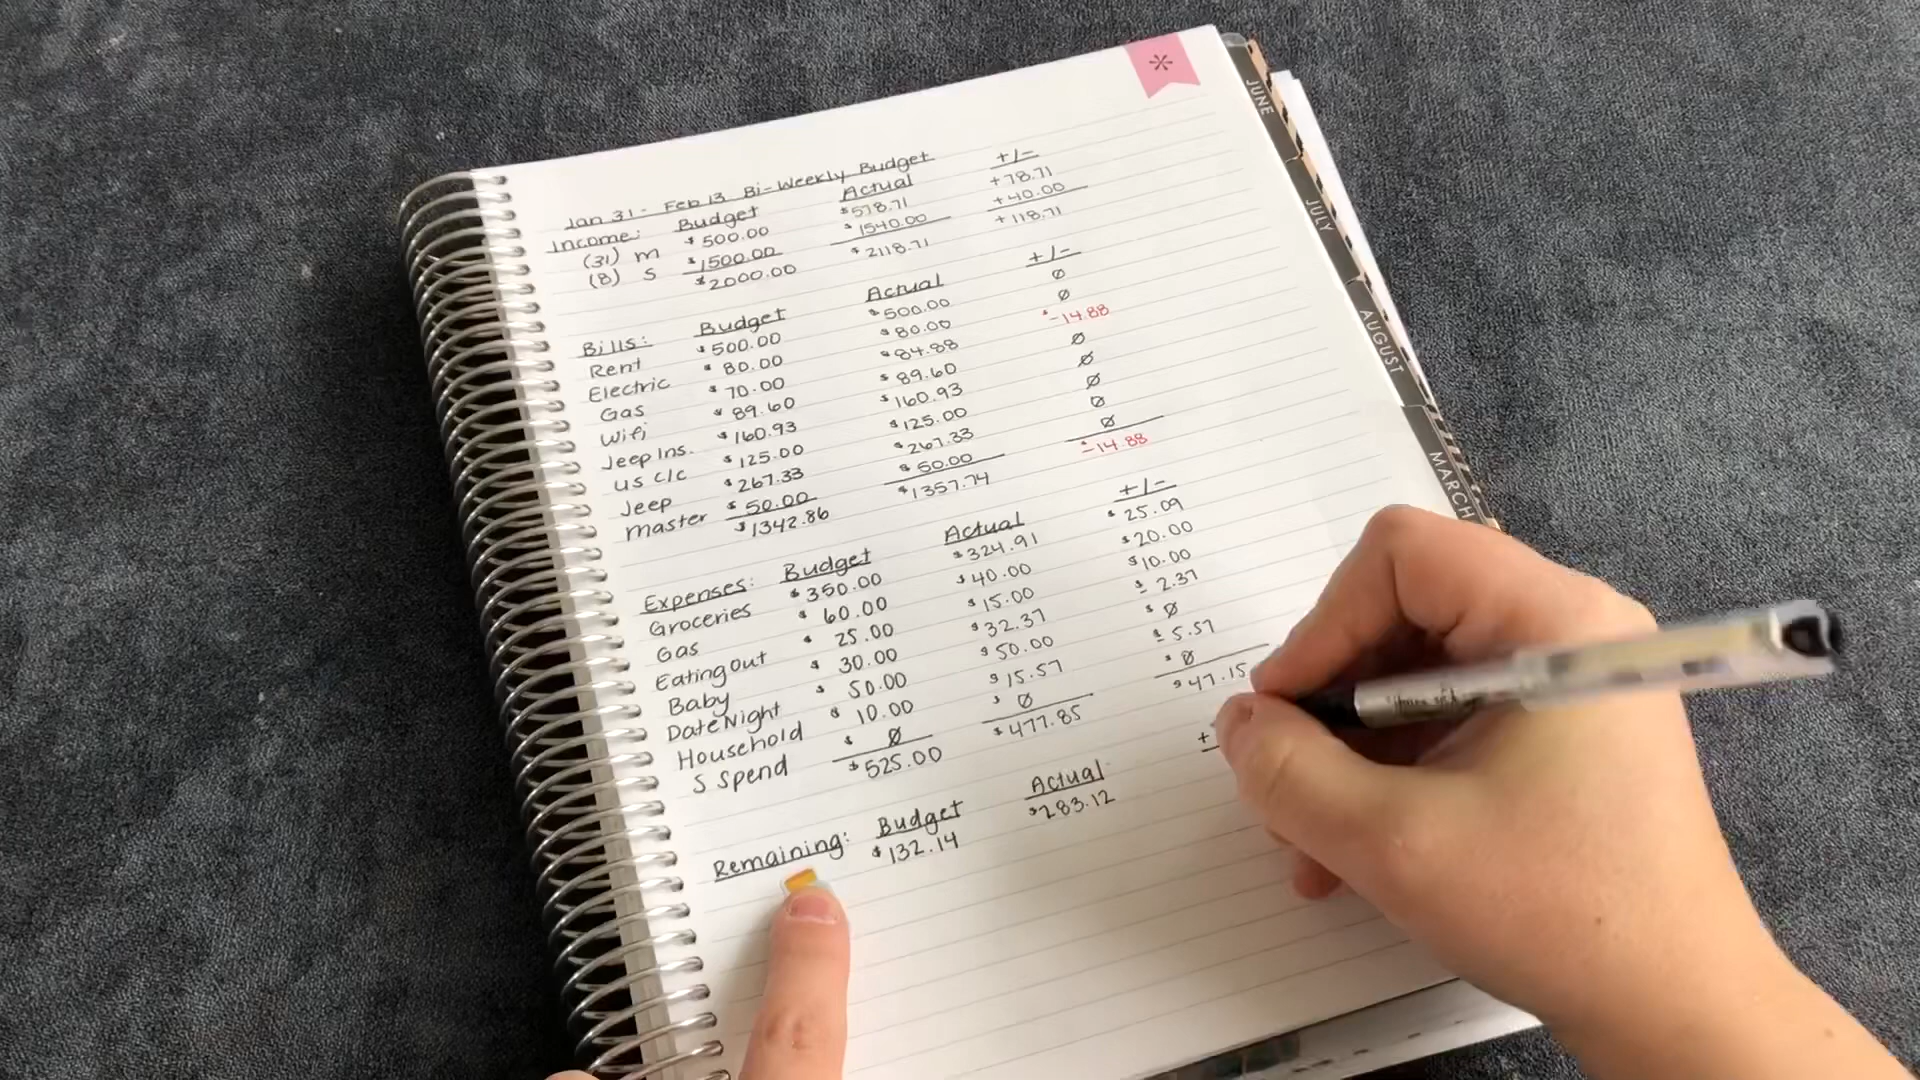 *
JUNE
JULY
AUGUST
MARCH
Jan 31 - Feb 13 Bi-Weekly Budget
Income: Budget Actual +/-
(31) m $500.00 $578.71 +78.71
(8) S $1500.00 $1540.00 +40.00
$2000.00 $2118.71 +118.71
Bills: Budget Actual +/-
Rent $500.00 $500.00 Ø
Electric $80.00 $80.00 Ø
Gas $70.00 $84.88 $-14.88
Wifi $89.60 $89.60 Ø
Jeep Ins. $160.93 $160.93 Ø
US C/C $125.00 $125.00 Ø
Jeep $267.33 $267.33 Ø
master $50.00 $50.00 Ø
$1342.86 $1357.74 $-14.88
Expenses: Budget Actual +/-
Groceries $350.00 $324.91 $25.09
Gas $60.00 $40.00 $20.00
Eating Out $25.00 $15.00 $10.00
Baby $30.00 $32.37 $-2.37
Date Night $50.00 $50.00 $Ø
Household $10.00 $15.57 $-5.57
S Spend $Ø $Ø $Ø
$525.00 $477.85 $47.15
Remaining: Budget Actual +
$132.14 $283.12